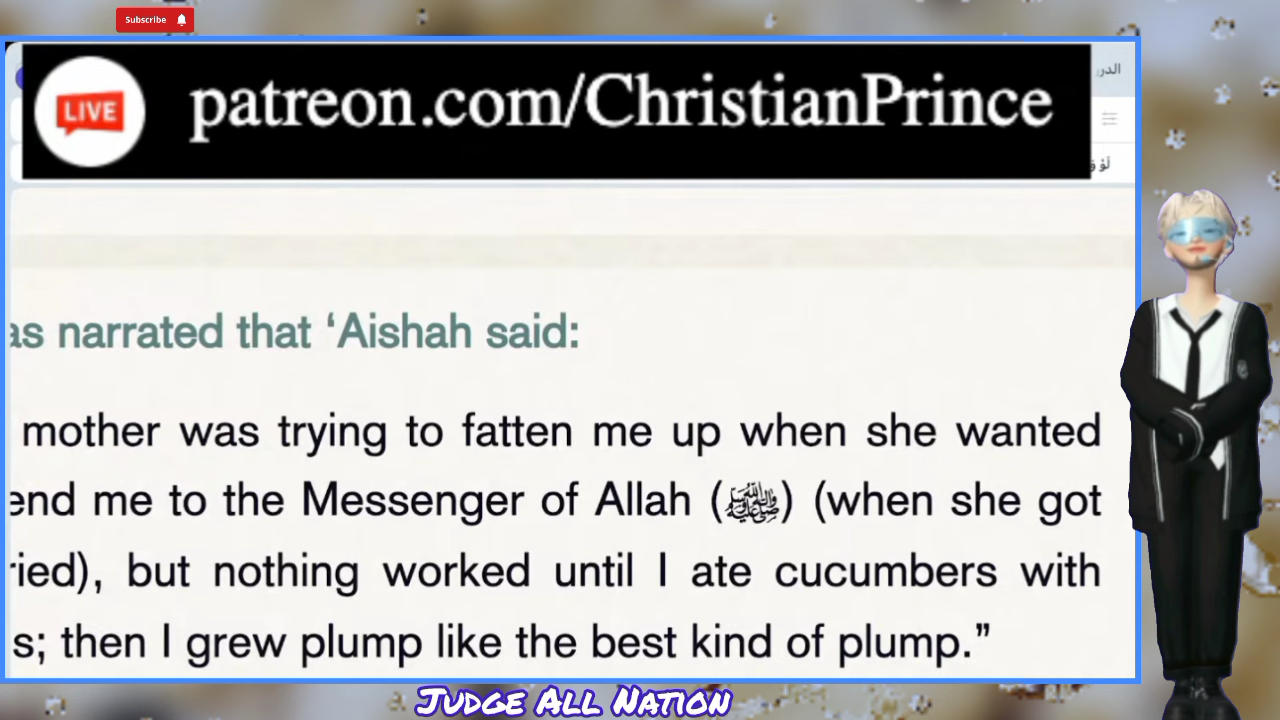 Subscribe
LIVE
patreon.com/ChristianPrince
as narrated that ‘Aishah said:
mother was trying to fatten me up when she wanted
end me to the Messenger of Allah (ﷺ) (when she got
ried), but nothing worked until I ate cucumbers with
s; then I grew plump like the best kind of plump.”
JUDGE ALL NATION